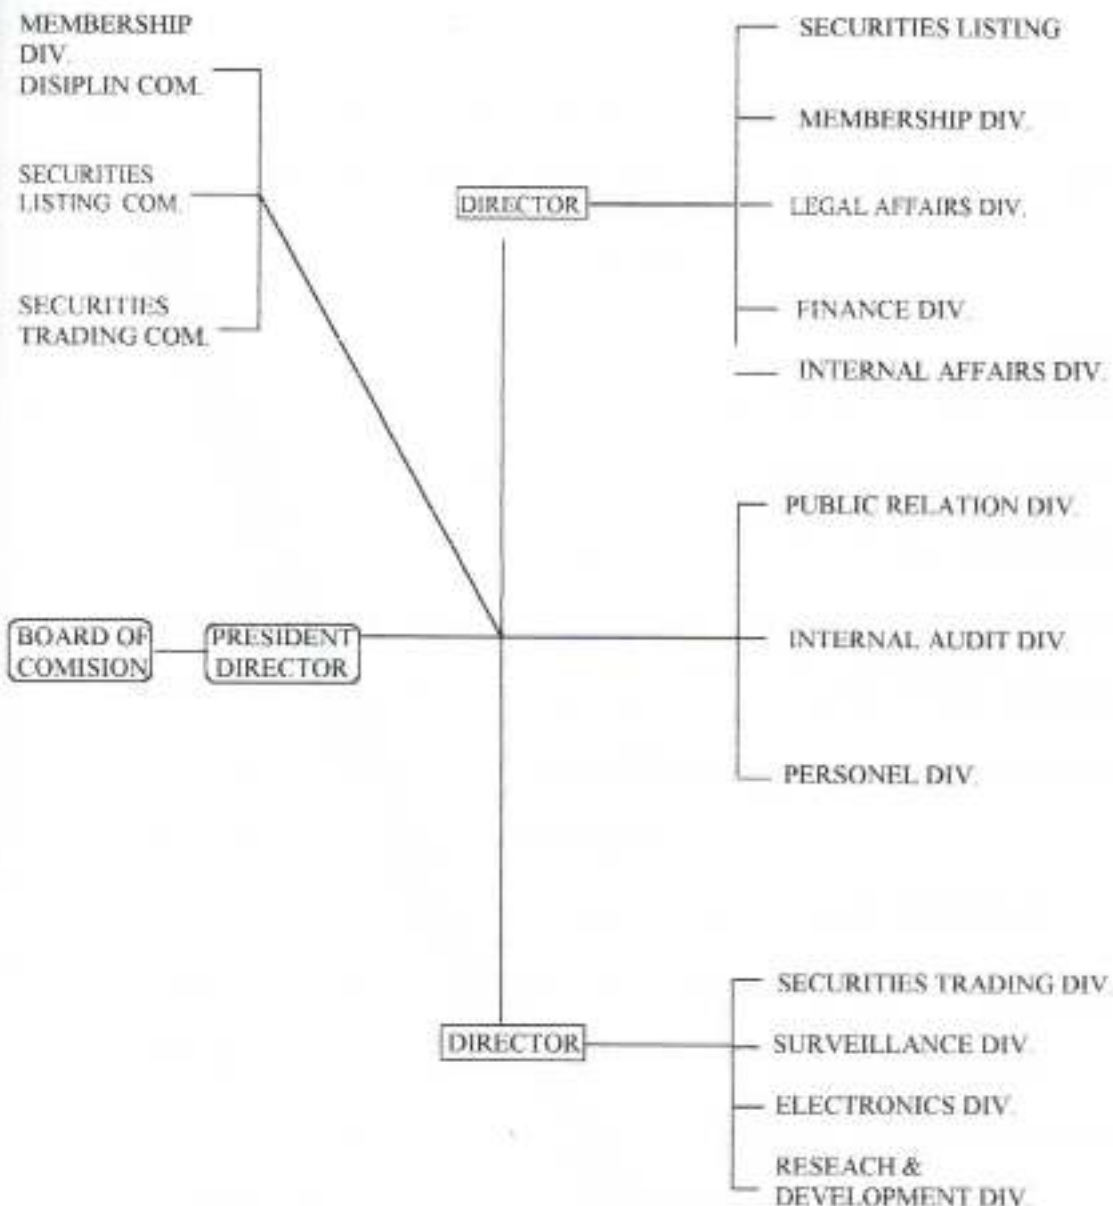 MEMBERSHIP
DIV.
DISIPLIN COM.
SECURITIES
LISTING COM.
SECURITIES
TRADING COM.
BOARD OF
COMISION
PRESIDENT
DIRECTOR
DIRECTOR
SECURITIES LISTING
MEMBERSHIP DIV.
LEGAL AFFAIRS DIV.
FINANCE DIV.
INTERNAL AFFAIRS DIV.
PUBLIC RELATION DIV.
INTERNAL AUDIT DIV.
PERSONEL DIV.
DIRECTOR
SECURITIES TRADING DIV.
SURVEILLANCE DIV.
ELECTRONICS DIV.
RESEACH &
DEVELOPMENT DIV.